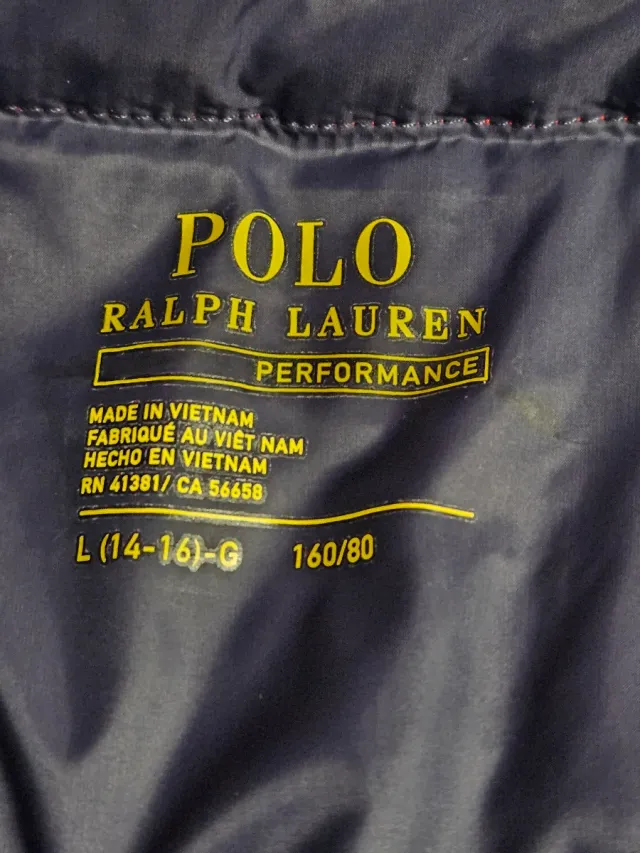 POLO
RALPH LAUREN
PERFORMANCE
MADE IN VIETNAM
FABRIQUÉ AU VIÊT NAM
HECHO EN VIETNAM
RN 41381/ CA 56658
L (14-16)-G 160/80